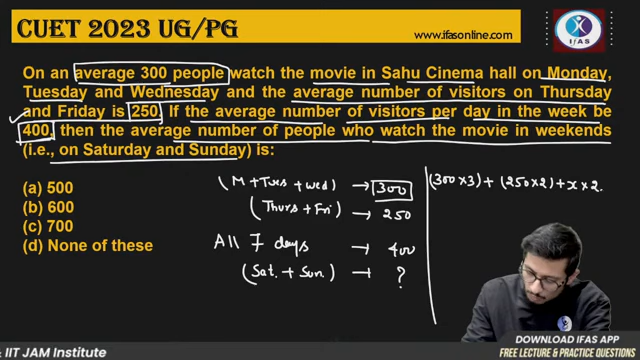 CUET 2023 UG/PG
www.ifasonline.com
iFAS
On an average 300 people watch the movie in Sahu Cinema hall on Monday,
Tuesday and Wednesday and the average number of visitors on Thursday
and Friday is 250. If the average number of visitors per day in the week be
400, then the average number of people who watch the movie in weekends
(i.e., on Saturday and Sunday) is:
(a) 500
(b) 600
(c) 700
(d) None of these
(M + Tues + wed) → 300
(Thurs + Fri) → 250
All 7 days → 400
(Sat. + Sun.) → ?
(300 × 3) + (250 × 2) + x × 2
& IIT JAM Institute
DOWNLOAD IFAS APP
FREE LECTURE & PRACTICE QUESTIONS